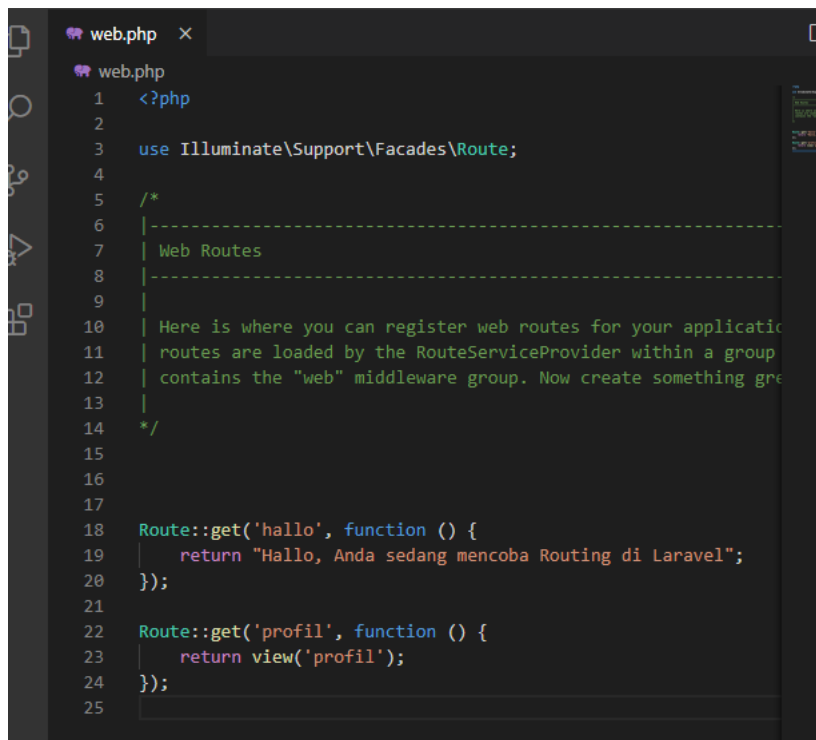 web.php
web.php
1 <?php
2
3 use Illuminate\Support\Facades\Route;
4
5 /*
6 |--------------------------------------------------------------
7 | Web Routes
8 |--------------------------------------------------------------
9 |
10 | Here is where you can register web routes for your applicatio
11 | routes are loaded by the RouteServiceProvider within a group
12 | contains the "web" middleware group. Now create something gre
13 |
14 */
15
16
17
18 Route::get('hallo', function () {
19     return "Hallo, Anda sedang mencoba Routing di Laravel";
20 });
21
22 Route::get('profil', function () {
23     return view('profil');
24 });
25